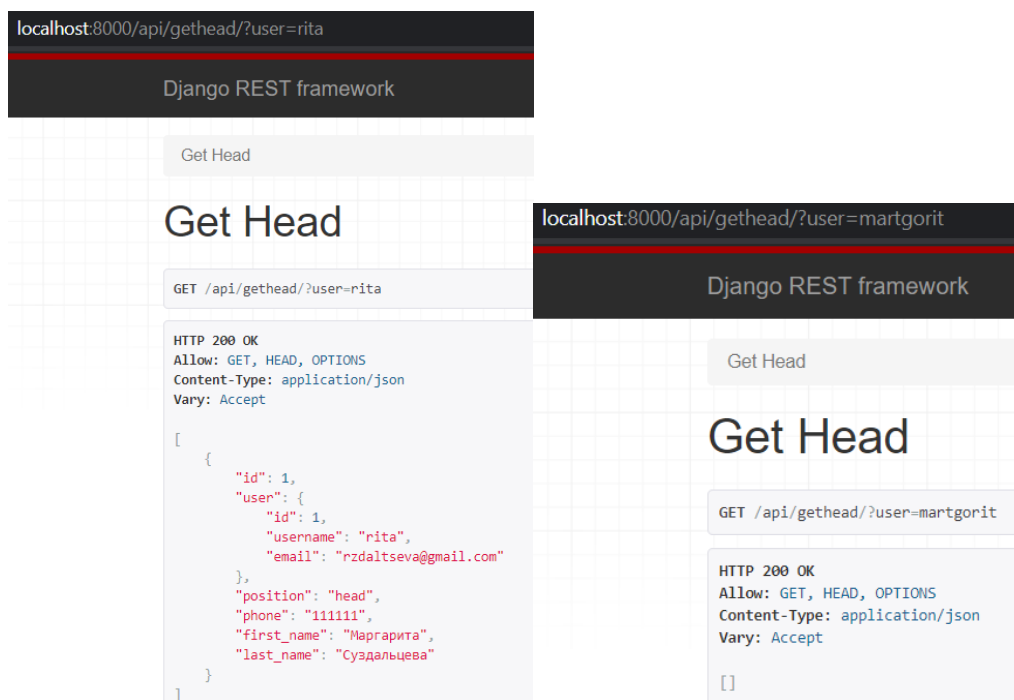 localhost:8000/api/gethead/?user=rita
Django REST framework
Get Head
Get Head
GET /api/gethead/?user=rita
HTTP 200 OK
Allow: GET, HEAD, OPTIONS
Content-Type: application/json
Vary: Accept
[
{
"id": 1,
"user": {
"id": 1,
"username": "rita",
"email": "rzdaltseva@gmail.com"
},
"position": "head",
"phone": "111111",
"first_name": "Маргарита",
"last_name": "Суздальцева"
}
]
localhost:8000/api/gethead/?user=martgorit
Django REST framework
Get Head
Get Head
GET /api/gethead/?user=martgorit
HTTP 200 OK
Allow: GET, HEAD, OPTIONS
Content-Type: application/json
Vary: Accept
[]